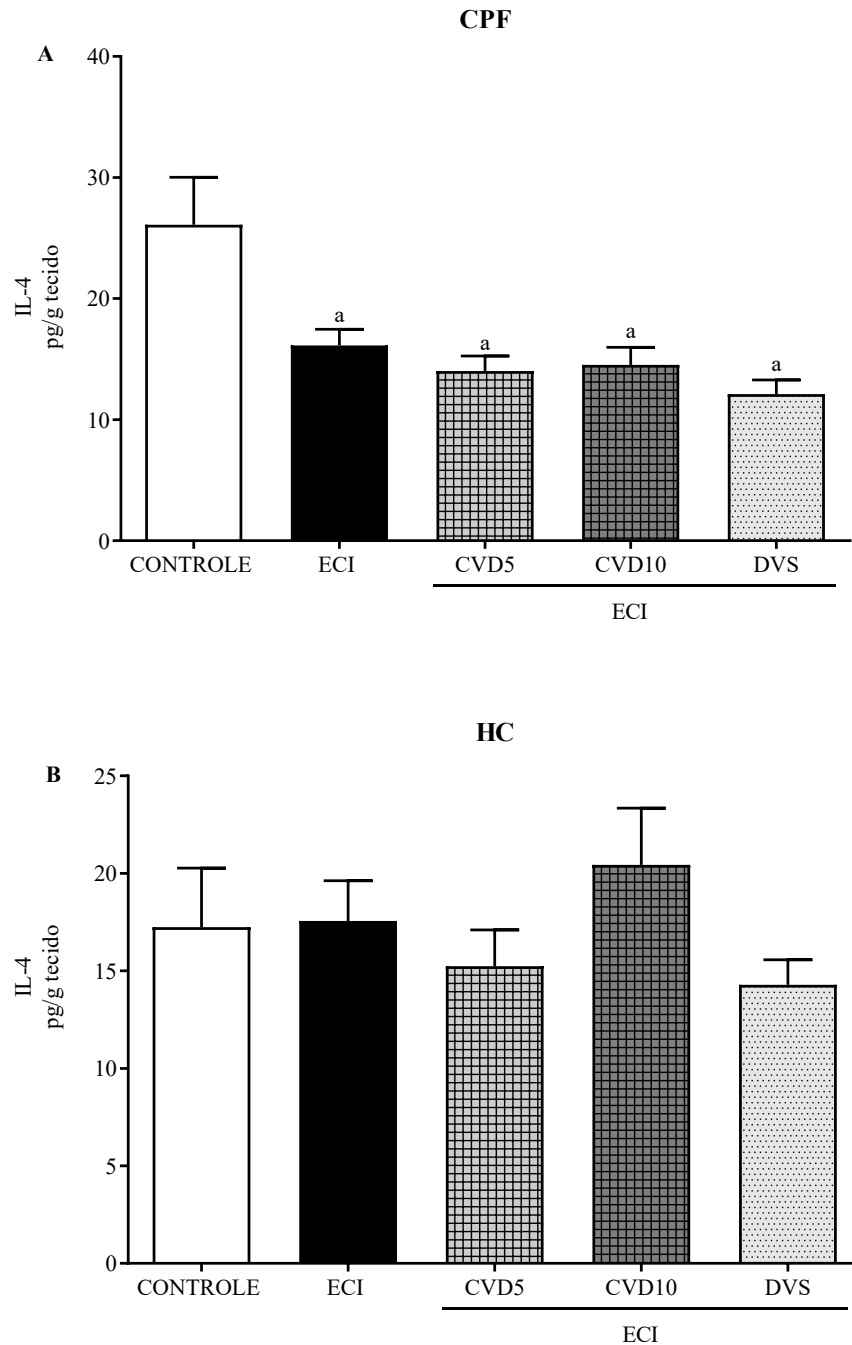 CPF
A
40
30
20
10
0
IL-4
pg/g tecido
a
a
a
a
CONTROLE ECI CVD5 CVD10 DVS
ECI
HC
B
25
20
15
10
5
0
IL-4
pg/g tecido
CONTROLE ECI CVD5 CVD10 DVS
ECI